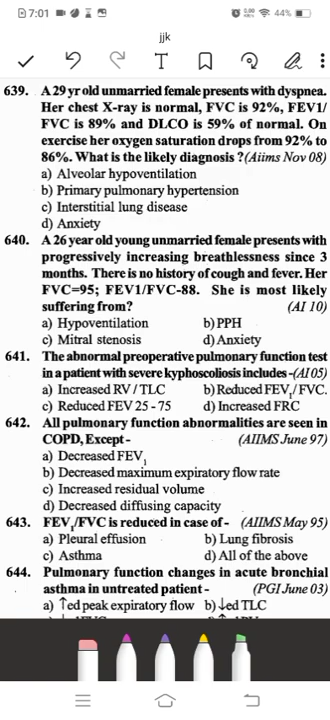 7:01
0.00
KB/S
44%
jjk
T
639. A 29 yr old unmarried female presents with dyspnea.
Her chest X-ray is normal, FVC is 92%, FEV1/
FVC is 89% and DLCO is 59% of normal. On
exercise her oxygen saturation drops from 92% to
86%. What is the likely diagnosis ?(Aiims Nov 08)
a) Alveolar hypoventilation
b) Primary pulmonary hypertension
c) Interstitial lung disease
d) Anxiety
640. A 26 year old young unmarried female presents with
progressively increasing breathlessness since 3
months. There is no history of cough and fever. Her
FVC=95; FEV1/FVC-88. She is most likely
suffering from? (AI 10)
a) Hypoventilation b) PPH
c) Mitral stenosis d) Anxiety
641. The abnormal preoperative pulmonary function test
in a patient with severe kyphoscoliosis includes -(AI 05)
a) Increased RV / TLC b) Reduced FEV1/ FVC.
c) Reduced FEV 25 - 75 d) Increased FRC
642. All pulmonary function abnormalities are seen in
COPD, Except - (AIIMS June 97)
a) Decreased FEV1
b) Decreased maximum expiratory flow rate
c) Increased residual volume
d) Decreased diffusing capacity
643. FEV1/FVC is reduced in case of - (AIIMS May 95)
a) Pleural effusion b) Lung fibrosis
c) Asthma d) All of the above
644. Pulmonary function changes in acute bronchial
asthma in untreated patient - (PGI June 03)
a) ↑ed peak expiratory flow b) ↓ed TLC